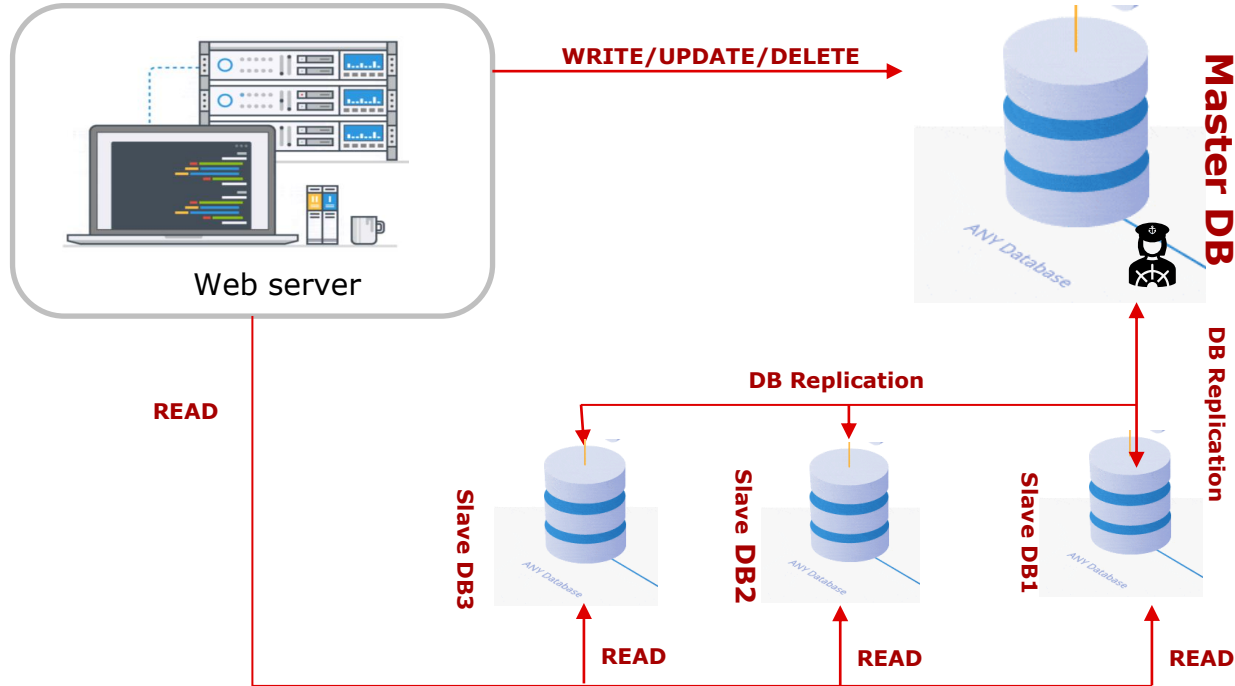 WRITE/UPDATE/DELETE
Master DB
ANY Database
Web server
DB Replication
DB Replication
READ
Slave DB3
ANY Database
Slave DB2
ANY Database
Slave DB1
ANY Database
READ
READ
READ